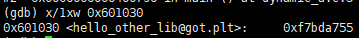 (gdb) x/1xw 0x601030
0x601030 <hello_other_lib@got.plt>:     0xf7bda755